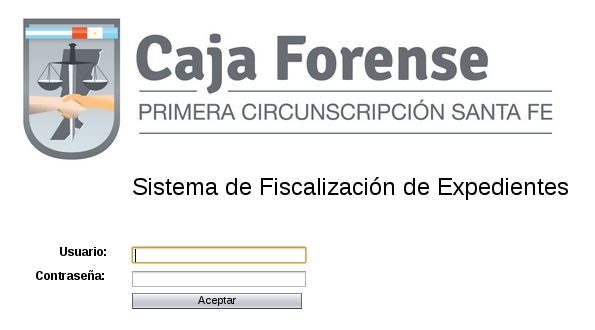 Caja Forense
PRIMERA CIRCUNSCRIPCIÓN SANTA FE
Sistema de Fiscalización de Expedientes
Usuario:
Contraseña:
Aceptar